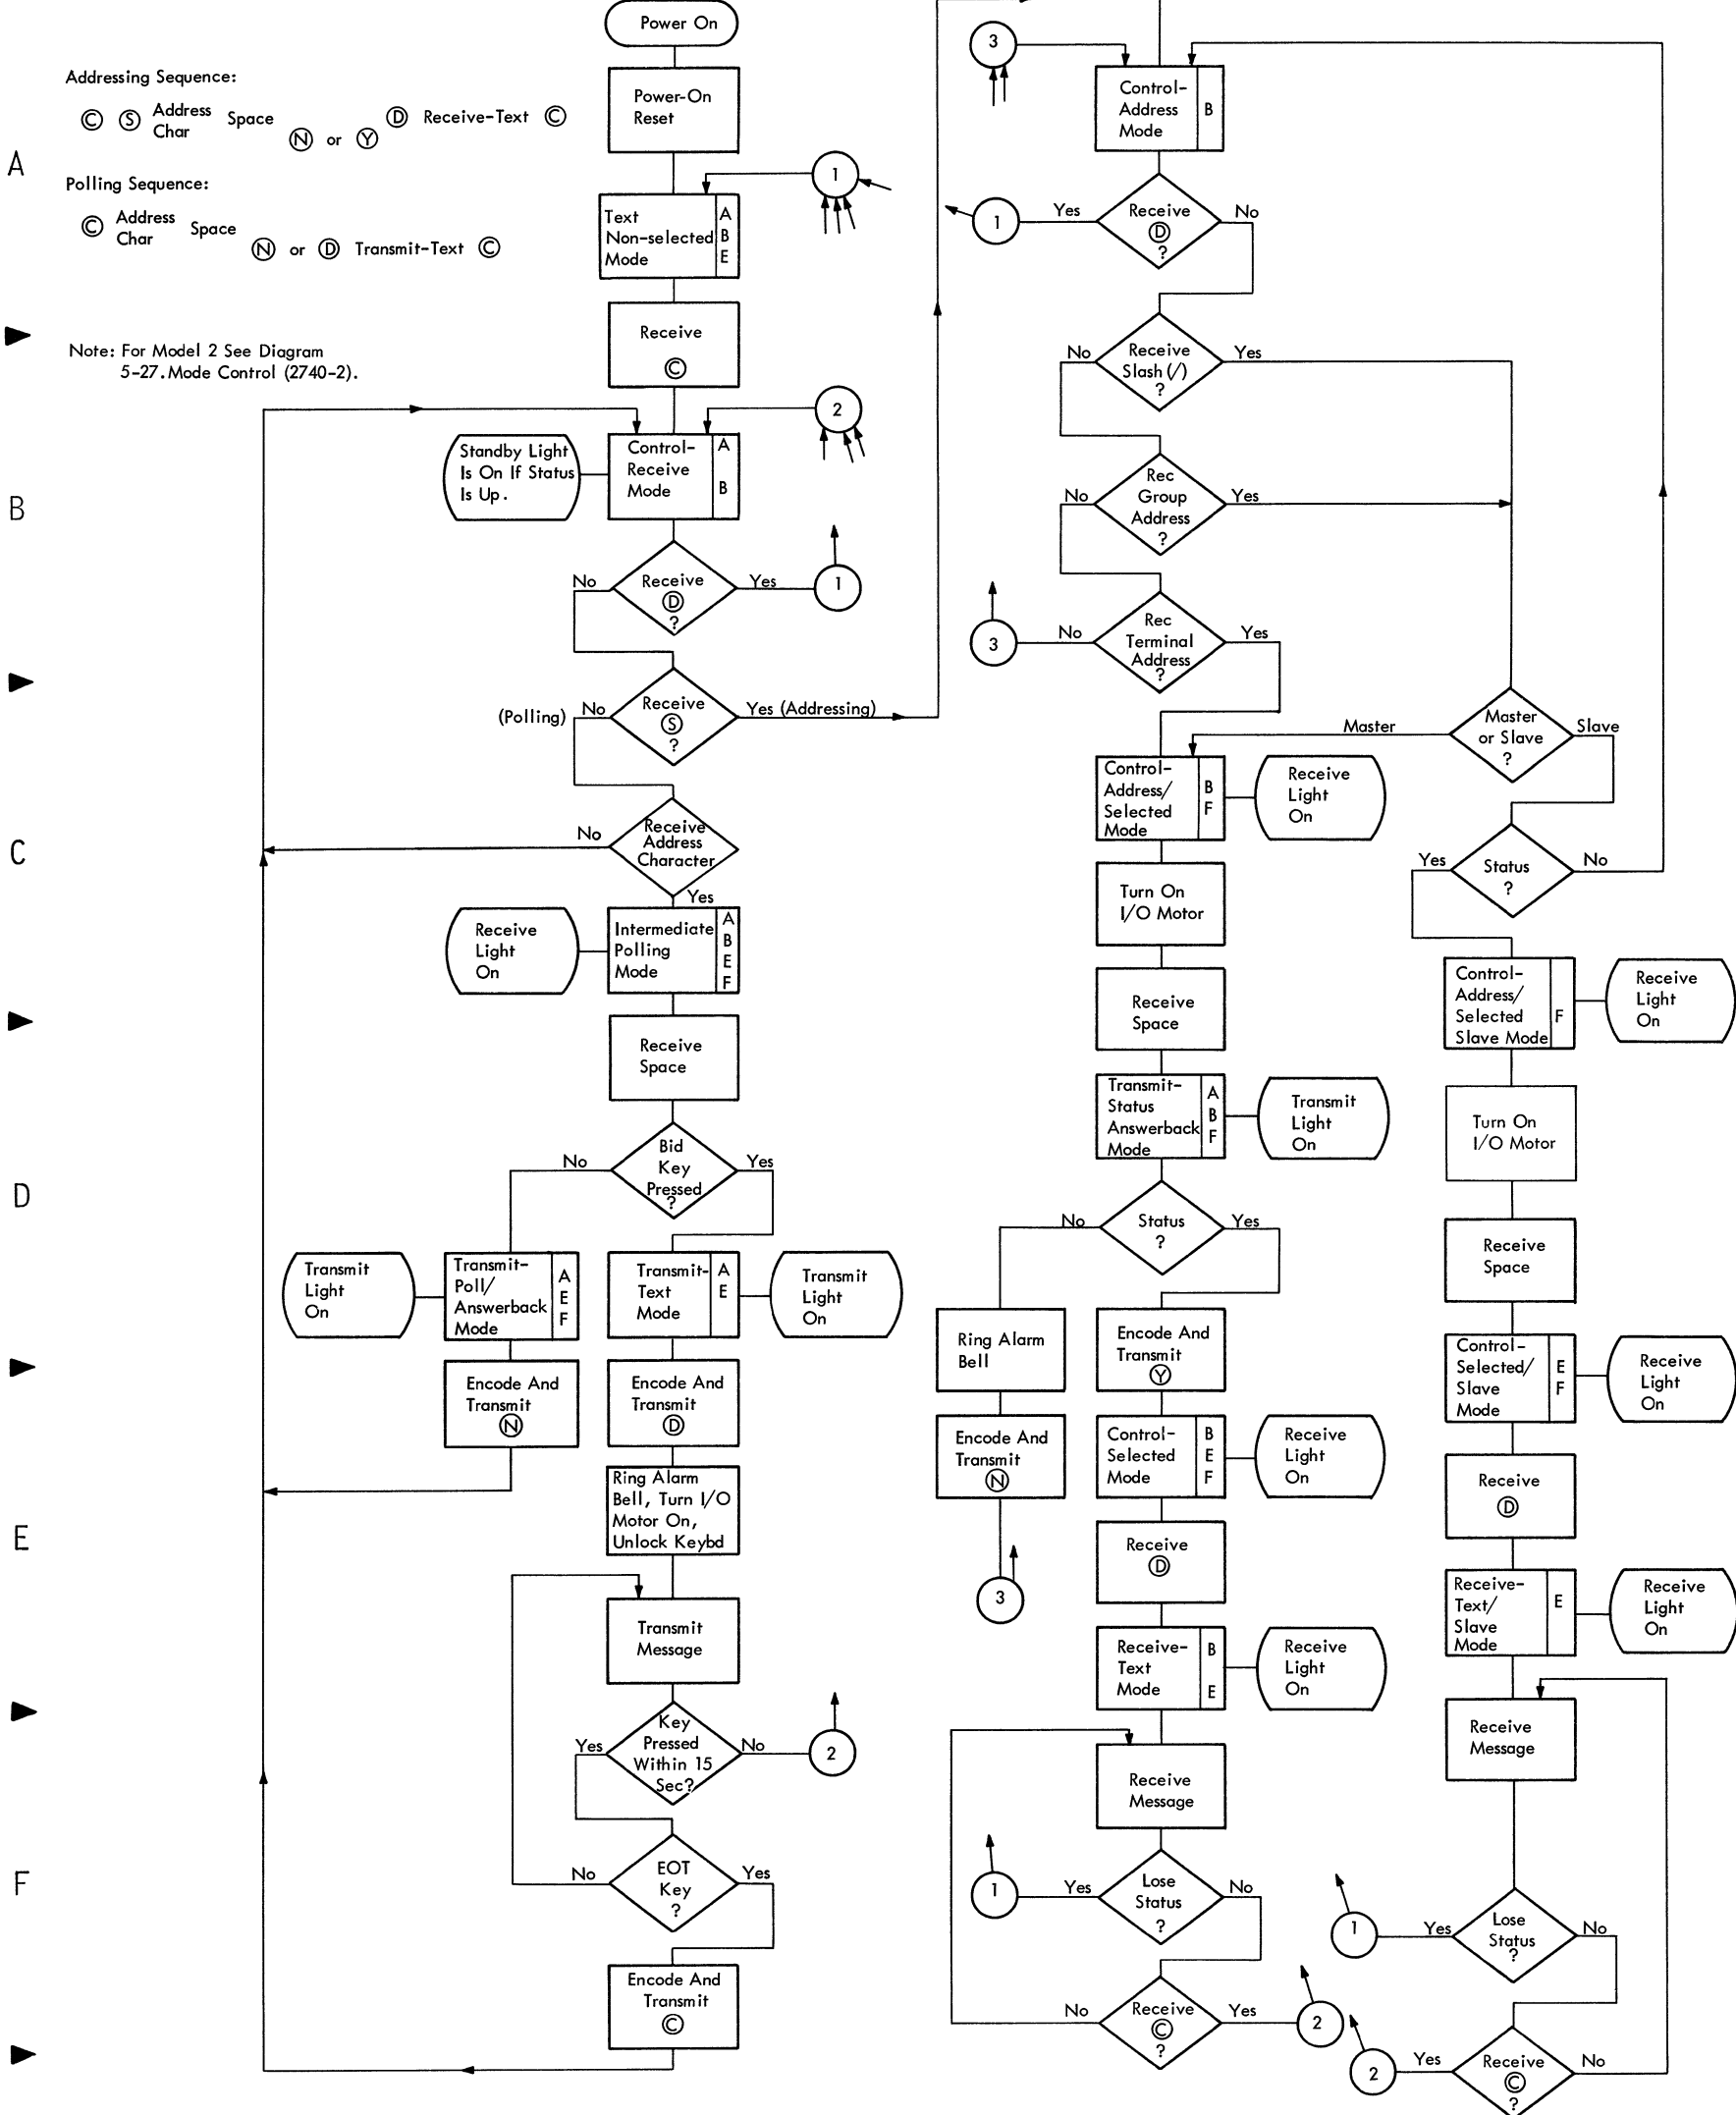 Power On
Addressing Sequence:
Ⓒ Ⓢ Address Char Space Ⓝ or Ⓨ Ⓓ Receive-Text Ⓒ
Polling Sequence:
Ⓒ Address Char Space Ⓝ or Ⓓ Transmit-Text Ⓒ
Note: For Model 2 See Diagram
5-27. Mode Control (2740-2).
A
B
C
D
E
F
Power-On
Reset
1
Text
Non-selected
Mode
A
B
E
Receive
Ⓒ
2
Standby Light
Is On If Status
Is Up.
Control-
Receive
Mode
A
B
No
Receive
Ⓓ
?
Yes
1
(Polling)
No
Receive
Ⓢ
?
Yes (Addressing)
No
Receive
Address
Character
Yes
Receive
Light
On
Intermediate
Polling
Mode
A
B
E
F
Receive
Space
No
Bid
Key
Pressed
?
Yes
Transmit
Light
On
Transmit-
Poll/
Answerback
Mode
A
E
F
Encode And
Transmit
Ⓝ
Transmit-
Text
Mode
A
E
Transmit
Light
On
Encode And
Transmit
Ⓓ
Ring Alarm
Bell, Turn I/O
Motor On,
Unlock Keybd
Transmit
Message
Yes
Key
Pressed
Within 15
Sec?
No
2
No
EOT
Key
?
Yes
Encode And
Transmit
Ⓒ
3
Control-
Address
Mode
B
1
Yes
Receive
Ⓓ
?
No
No
Receive
Slash (/)
?
Yes
No
Rec
Group
Address
?
Yes
3
No
Rec
Terminal
Address
?
Yes
Master
Master
or Slave
?
Slave
Control-
Address/
Selected
Mode
B
F
Receive
Light
On
Turn On
I/O Motor
Receive
Space
Transmit-
Status
Answerback
Mode
A
B
F
Transmit
Light
On
No
Status
?
Yes
Ring Alarm
Bell
Encode And
Transmit
Ⓝ
3
Encode And
Transmit
Ⓨ
Control-
Selected
Mode
B
E
F
Receive
Light
On
Receive
Ⓓ
Receive-
Text
Mode
B
E
Receive
Light
On
Receive
Message
1
Yes
Lose
Status
?
No
No
Receive
Ⓒ
?
Yes
2
Yes
Status
?
No
Control-
Address/
Selected
Slave Mode
F
Receive
Light
On
Turn On
I/O Motor
Receive
Space
Control-
Selected/
Slave
Mode
E
F
Receive
Light
On
Receive
Ⓓ
Receive-
Text/
Slave
Mode
E
Receive
Light
On
Receive
Message
1
Yes
Lose
Status
?
No
2
Yes
Receive
Ⓒ
?
No